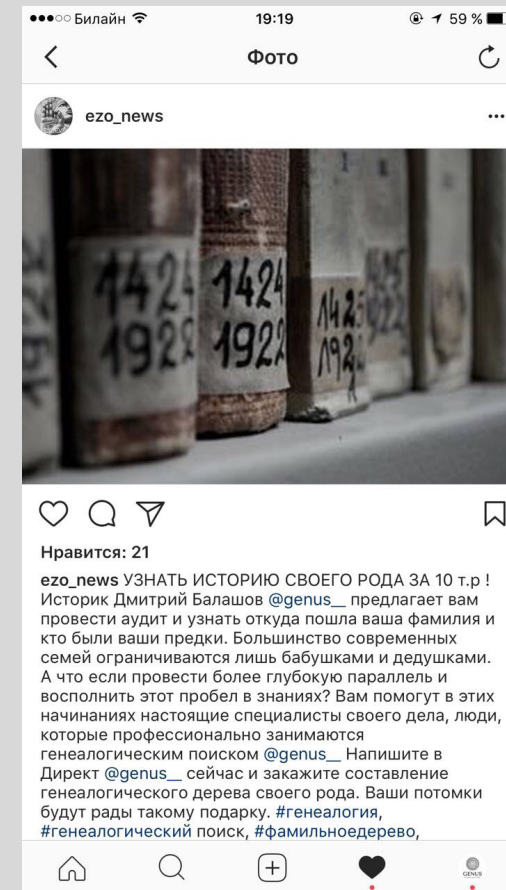 Билайн 19:19 59 %
Фото
ezo_news
1424 1424 1425
1922 1922 192
Нравится: 21
ezo_news УЗНАТЬ ИСТОРИЮ СВОЕГО РОДА ЗА 10 т.р !
Историк Дмитрий Балашов @genus__ предлагает вам
провести аудит и узнать откуда пошла ваша фамилия и
кто были ваши предки. Большинство современных
семей ограничиваются лишь бабушками и дедушками.
А что если провести более глубокую параллель и
восполнить этот пробел в знаниях? Вам помогут в этих
начинаниях настоящие специалисты своего дела, люди,
которые профессионально занимаются
генеалогическим поиском @genus__ Напишите в
Директ @genus__ сейчас и закажите составление
генеалогического дерева своего рода. Ваши потомки
будут рады такому подарку. #генеалогия,
#генеалогический поиск, #фамильноедерево,
GENUS